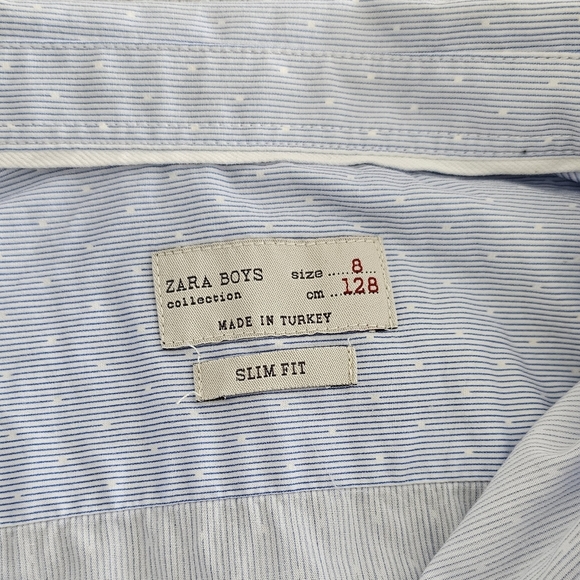 ZARA BOYS size ..... 8 ...
collection cm ... 128
MADE IN TURKEY
SLIM FIT